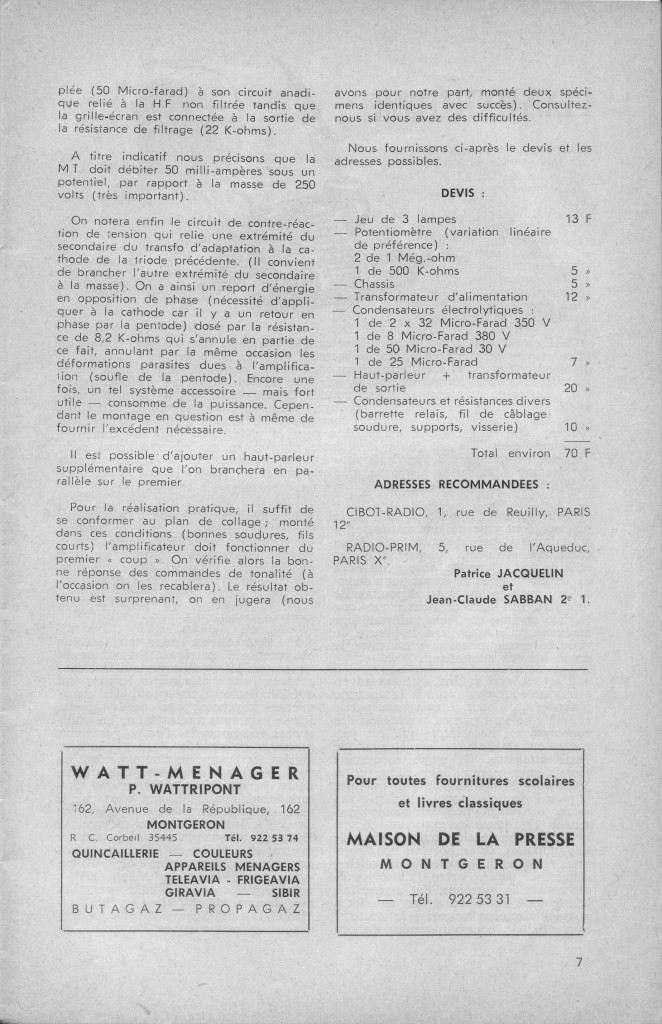 plée (50 Micro-farad) à son circuit anadi-
que relié à la H F non filtrée tandis que
la grille-écran est connectée à la sortie de
la résistance de filtrage (22 K-ohms).
A titre indicatif nous précisons que la
M T doit débiter 50 milli-ampères sous un
potentiel, par rapport à la masse de 250
volts (très important).
On notera enfin le circuit de contre-réac-
tion de tension qui relie une extrémité du
secondaire du transfo d'adaptation à la ca-
thode de la triode précédente. (Il convient
de brancher l'autre extrémité du secondaire
à la masse). On a ainsi un report d'énergie
en opposition de phase (nécessité d'appli-
quer à la cathode car il y a un retour en
phase par la pentode) dosé par la résistan-
ce de 8,2 K-ohms qui s'annule en partie de
ce fait, annulant par la même occasion les
déformations parasites dues à l'amplifica-
tion (soufle de la pentode). Encore une
fois, un tel système accessoire — mais fort
utile — consomme de la puissance. Cepen-
dant le montage en question est à même de
fournir l'excédent nécessaire.
Il est possible d'ajouter un haut-parleur
supplémentaire que l'on branchera en pa-
rallèle sur le premier
Pour la réalisation pratique, il suffit de
se conformer au plan de collage ; monté
dans ces conditions (bonnes soudures, fils
courts) l'amplificateur doit fonctionner du
premier « coup » On vérifie alors la bon-
ne réponse des commandes de tonalité (à
l'occasion on les recablera). Le résultat ob-
tenu est surprenant, on en jugera (nous
avons pour notre part, monté deux spéci-
mens identiques avec succès). Consultez-
nous si vous avez des difficultés.
Nous fournissons ci-après le devis et les
adresses possibles.
DEVIS :
— Jeu de 3 lampes 13 F
— Potentiomètre (variation linéaire
de préférence) :
2 de 1 Még.-ohm
1 de 500 K-ohms 5 »
— Chassis 5 »
— Transformateur d'alimentation 12 »
— Condensateurs électrolytiques :
1 de 2 x 32 Micro-Farad 350 V
1 de 8 Micro-Farad 380 V
1 de 50 Micro-Farad 30 V
1 de 25 Micro-Farad 7 »
— Haut-parleur + transformateur
de sortie 20 »
— Condensateurs et résistances divers
(barrette relais, fil de câblage
soudure, supports, visserie) 10 »
Total environ 70 F
ADRESSES RECOMMANDEES :
CIBOT-RADIO, 1, rue de Reuilly, PARIS
12e
RADIO-PRIM, 5, rue de l'Aqueduc,
PARIS Xe.
Patrice JACQUELIN
et
Jean-Claude SABBAN 2e 1.
WATT-MENAGER
P. WATTRIPONT
162, Avenue de la République, 162
MONTGERON
R C. Corbeil 35445 Tél. 922 53 74
QUINCAILLERIE — COULEURS
APPAREILS MENAGERS
TELEAVIA - FRIGEAVIA
GIRAVIA — SIBIR
BUTAGAZ — PROPAGAZ
Pour toutes fournitures scolaires
et livres classiques
MAISON DE LA PRESSE
MONTGERON
— Tél. 922 53 31 —
7